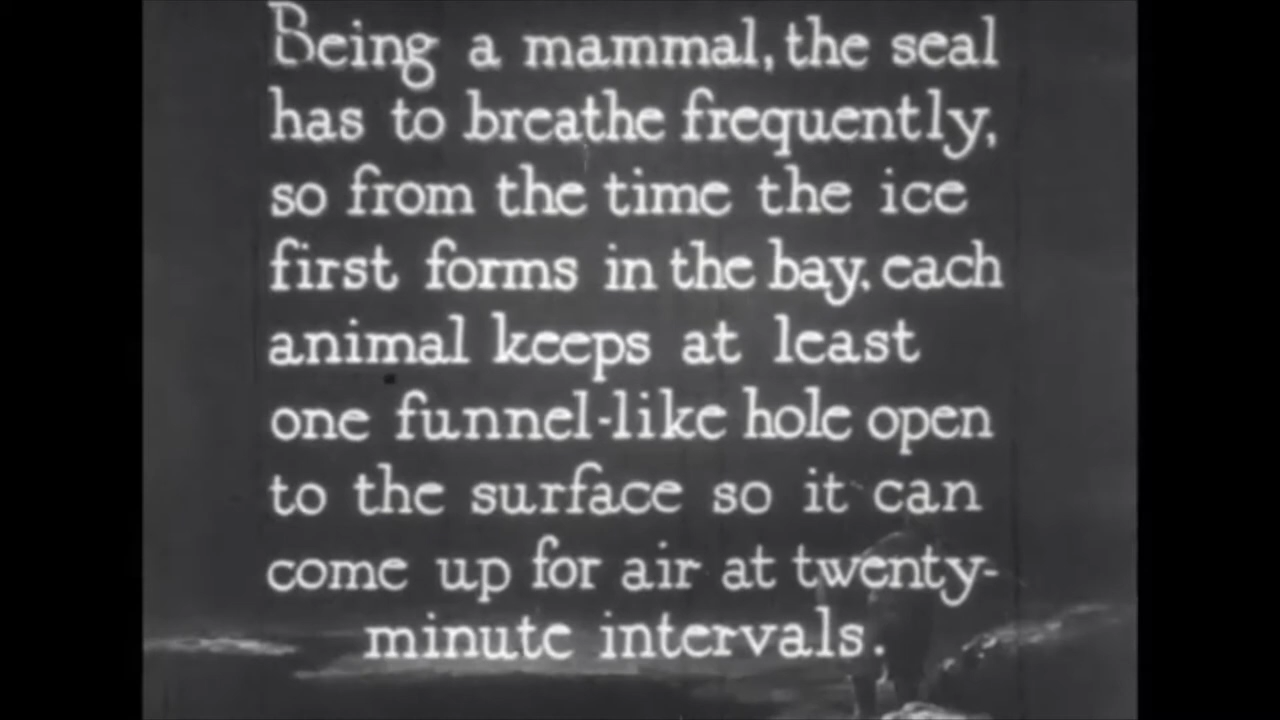 Being a mammal, the seal
has to breathe frequently,
so from the time the ice
first forms in the bay, each
animal keeps at least
one funnel-like hole open
to the surface so it can
come up for air at twenty-
minute intervals.